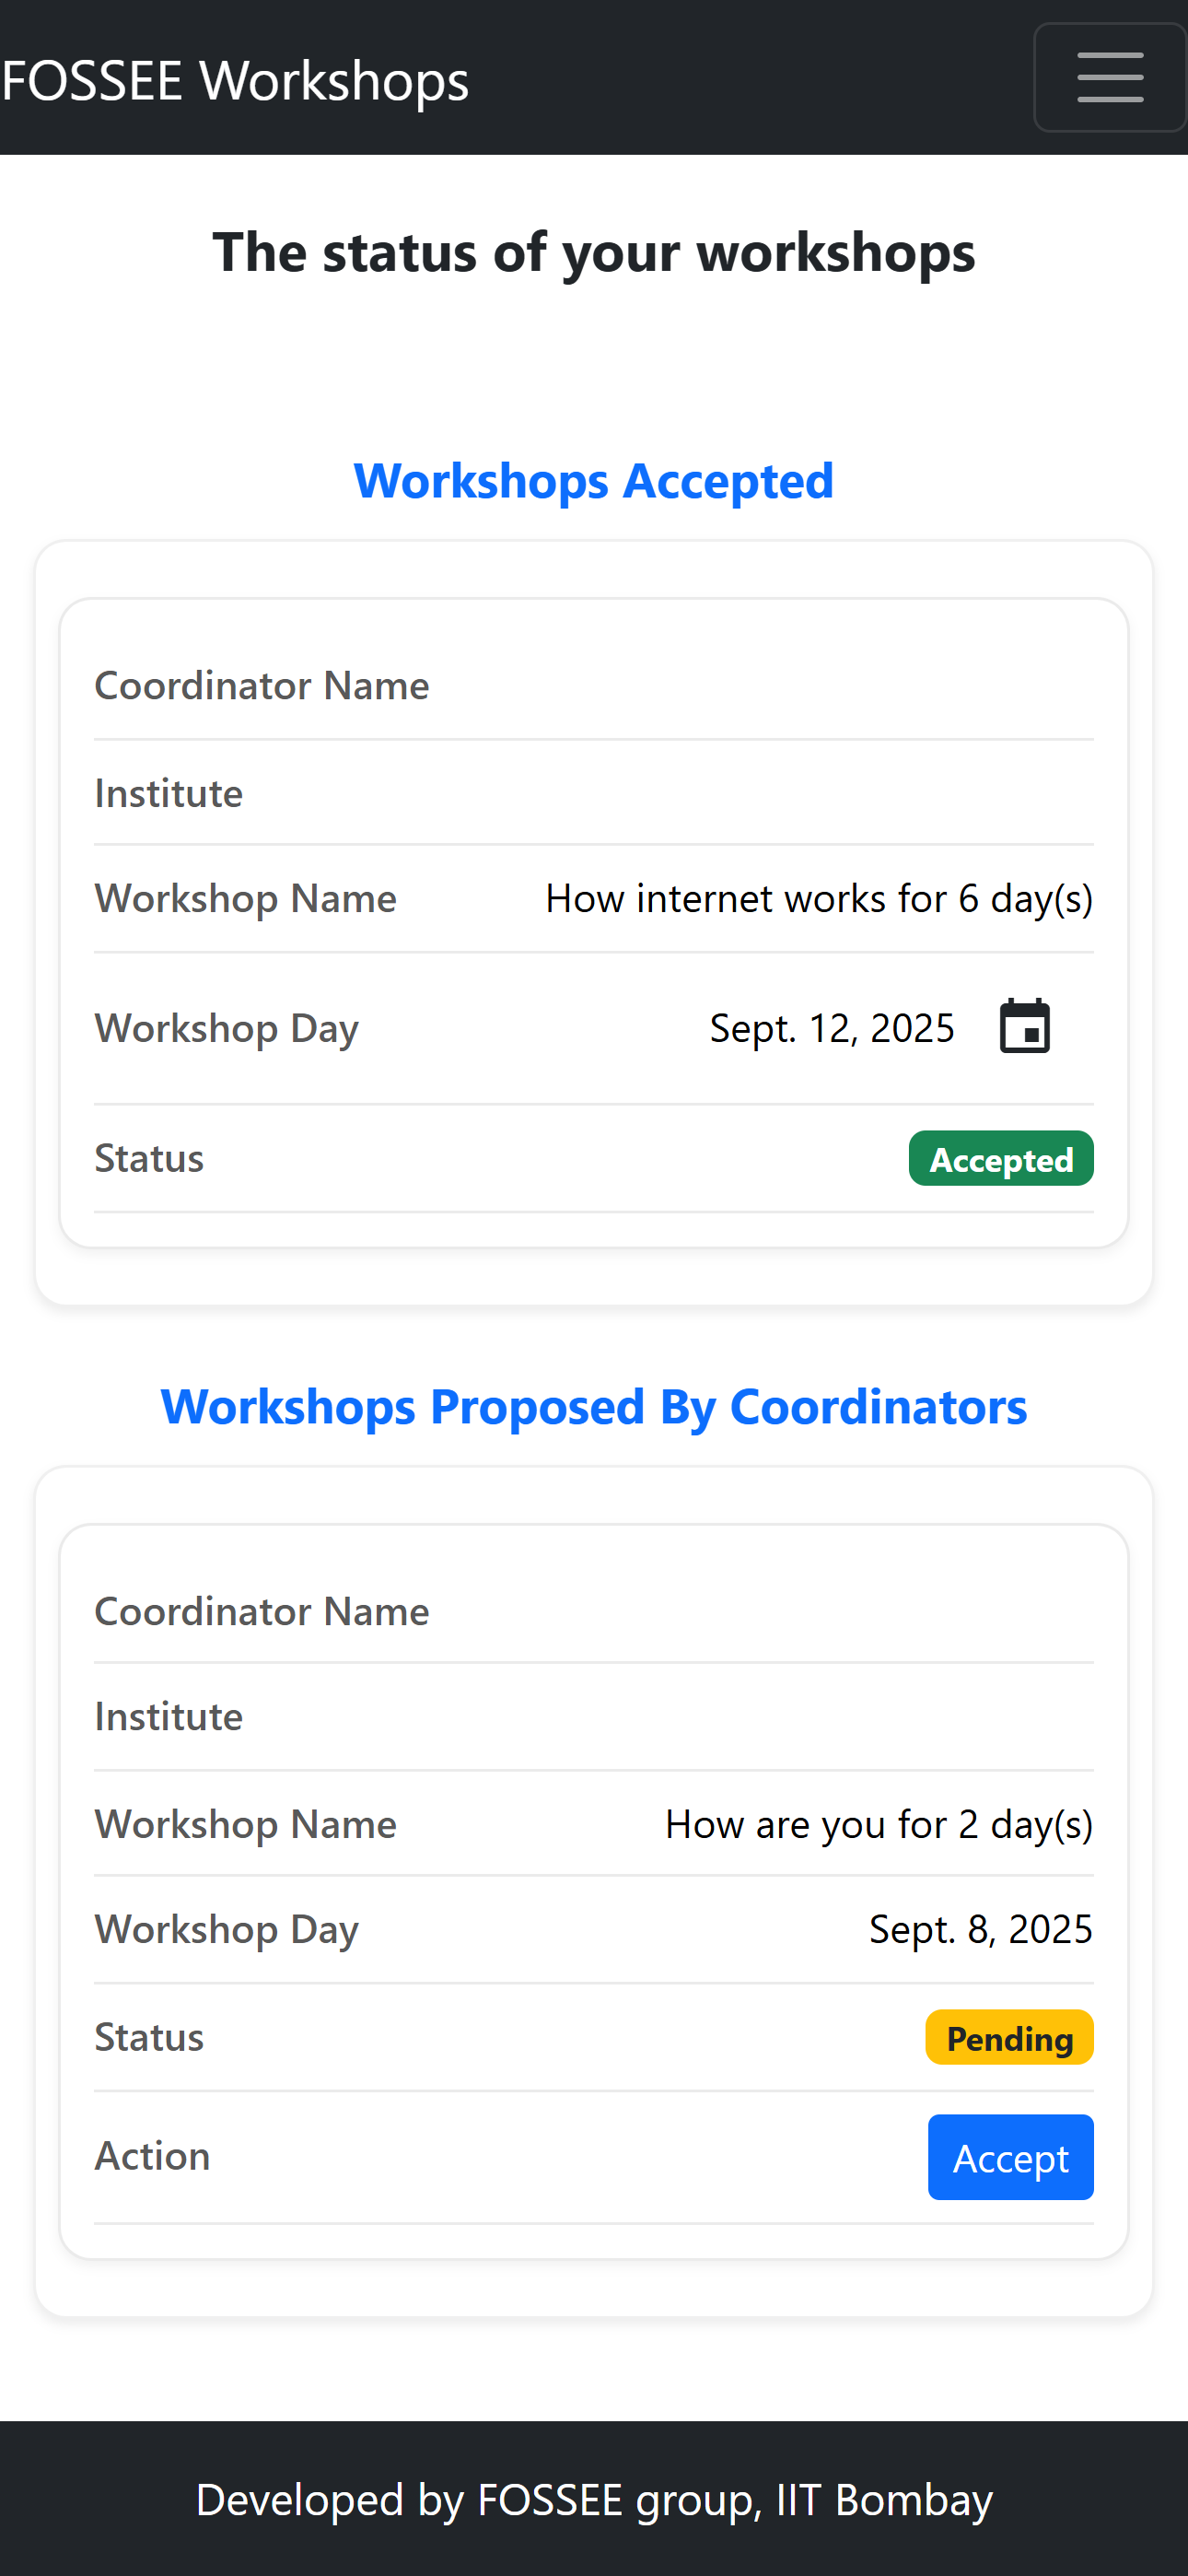 FOSSEE Workshops
The status of your workshops
Workshops Accepted
Coordinator Name
Institute
Workshop Name How internet works for 6 day(s)
Workshop Day Sept. 12, 2025
Status Accepted
Workshops Proposed By Coordinators
Coordinator Name
Institute
Workshop Name How are you for 2 day(s)
Workshop Day Sept. 8, 2025
Status Pending
Action Accept
Developed by FOSSEE group, IIT Bombay